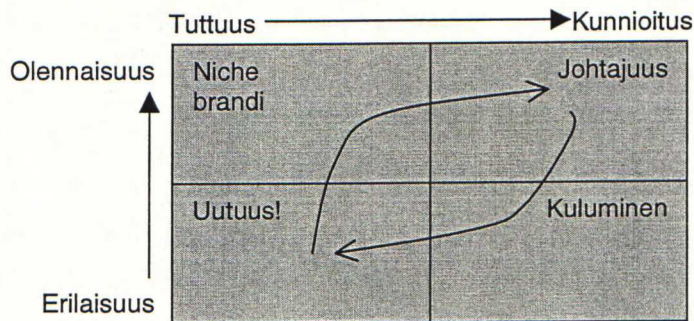 Tuttuus Kunnioitus
Olennaisuus
Niche
brandi
Johtajuus
Uutuus!
Kuluminen
Erilaisuus